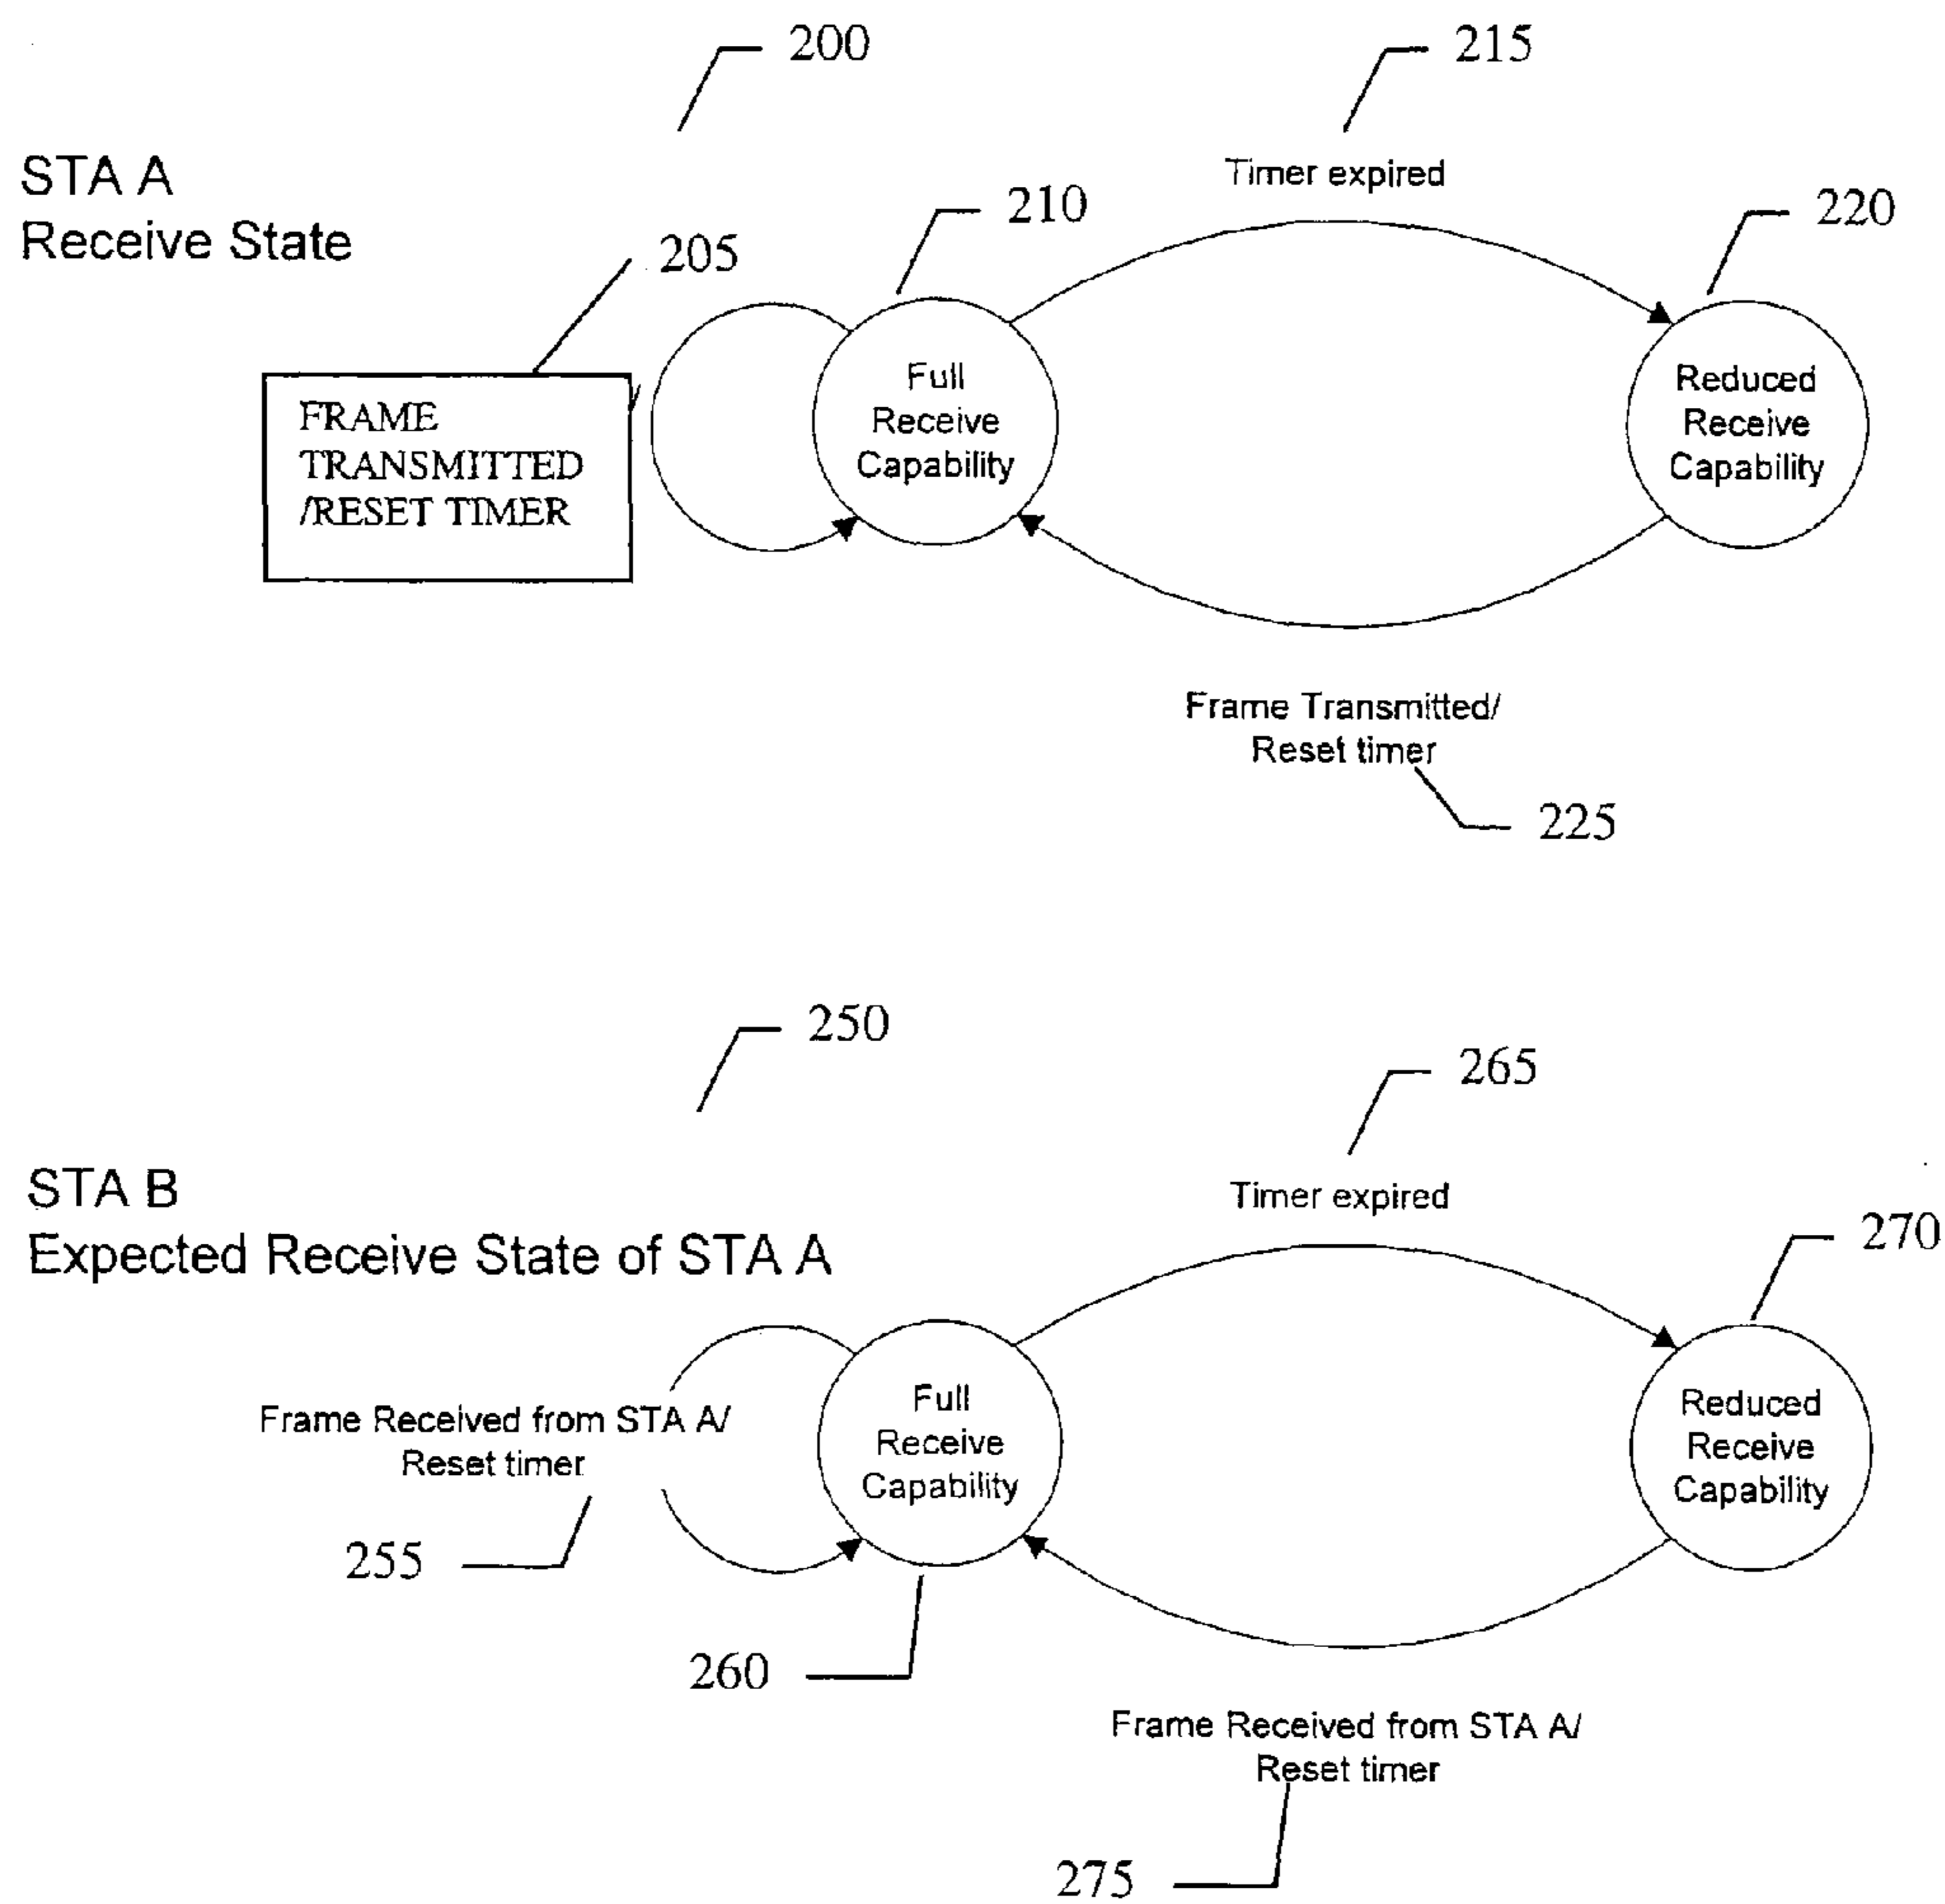 200
215
STA A
Receive State
Timer expired
210
220
205
FRAME
TRANSMITTED
/RESET TIMER
Full
Receive
Capability
Reduced
Receive
Capability
Frame Transmitted/
Reset timer
225
250
265
STA B
Expected Receive State of STA A
Timer expired
270
Frame Received from STA A/
Reset timer
255
Full
Receive
Capability
Reduced
Receive
Capability
260
Frame Received from STA A/
Reset timer
275